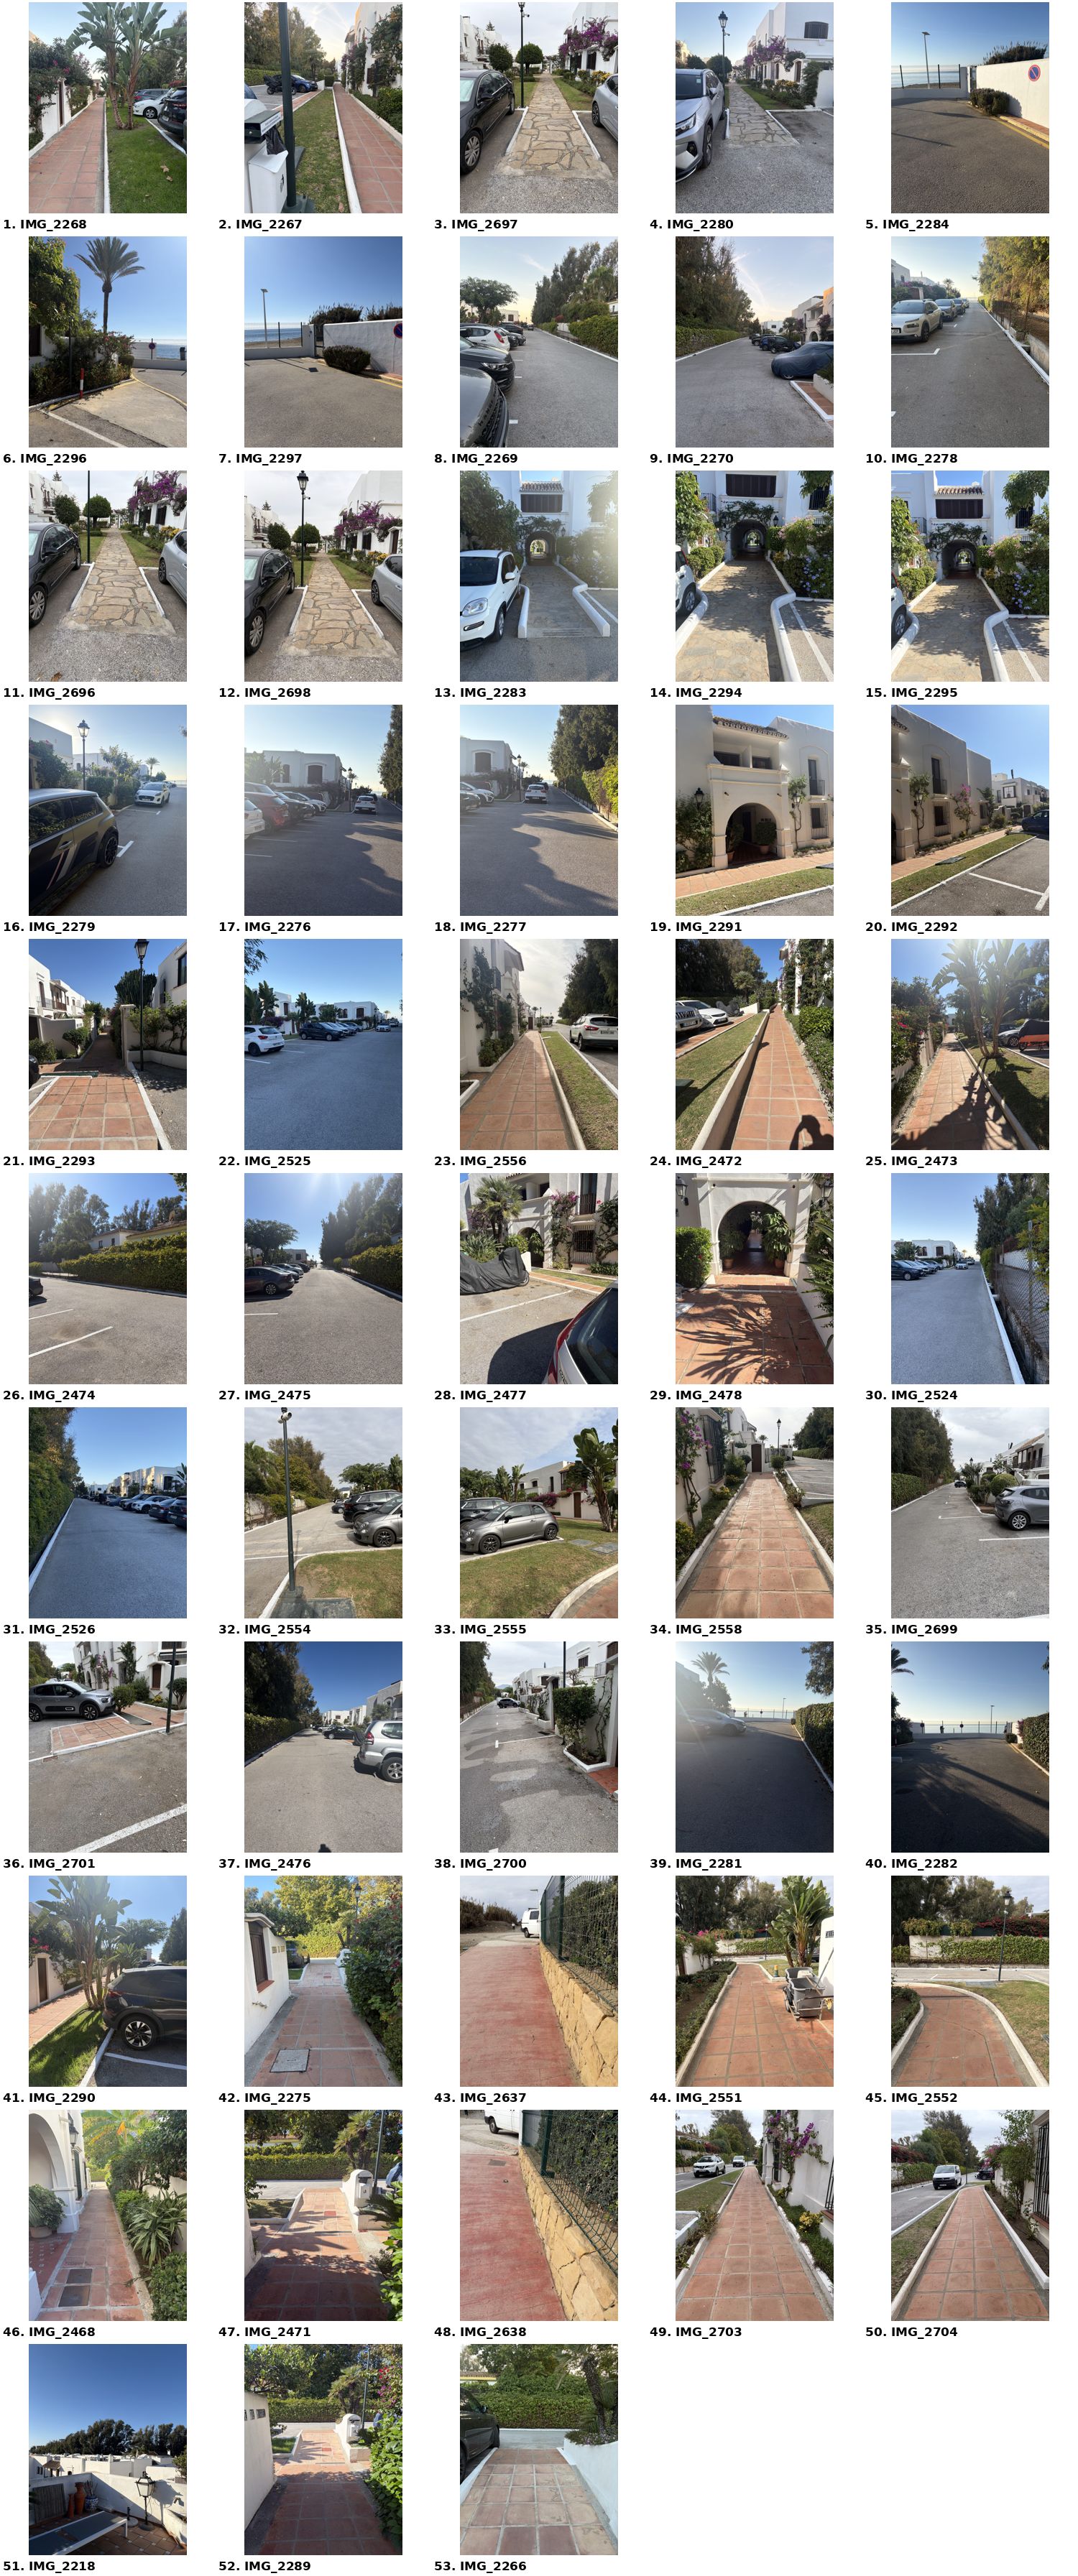 1. IMG_2268
2. IMG_2267
3. IMG_2697
4. IMG_2280
5. IMG_2284
6. IMG_2296
7. IMG_2297
8. IMG_2269
9. IMG_2270
10. IMG_2278
11. IMG_2696
12. IMG_2698
13. IMG_2283
14. IMG_2294
15. IMG_2295
16. IMG_2279
17. IMG_2276
18. IMG_2277
19. IMG_2291
20. IMG_2292
21. IMG_2293
22. IMG_2525
23. IMG_2556
24. IMG_2472
25. IMG_2473
26. IMG_2474
27. IMG_2475
28. IMG_2477
29. IMG_2478
30. IMG_2524
31. IMG_2526
32. IMG_2554
33. IMG_2555
34. IMG_2558
35. IMG_2699
36. IMG_2701
37. IMG_2476
38. IMG_2700
39. IMG_2281
40. IMG_2282
41. IMG_2290
42. IMG_2275
43. IMG_2637
44. IMG_2551
45. IMG_2552
46. IMG_2468
47. IMG_2471
48. IMG_2638
49. IMG_2703
50. IMG_2704
51. IMG_2218
52. IMG_2289
53. IMG_2266